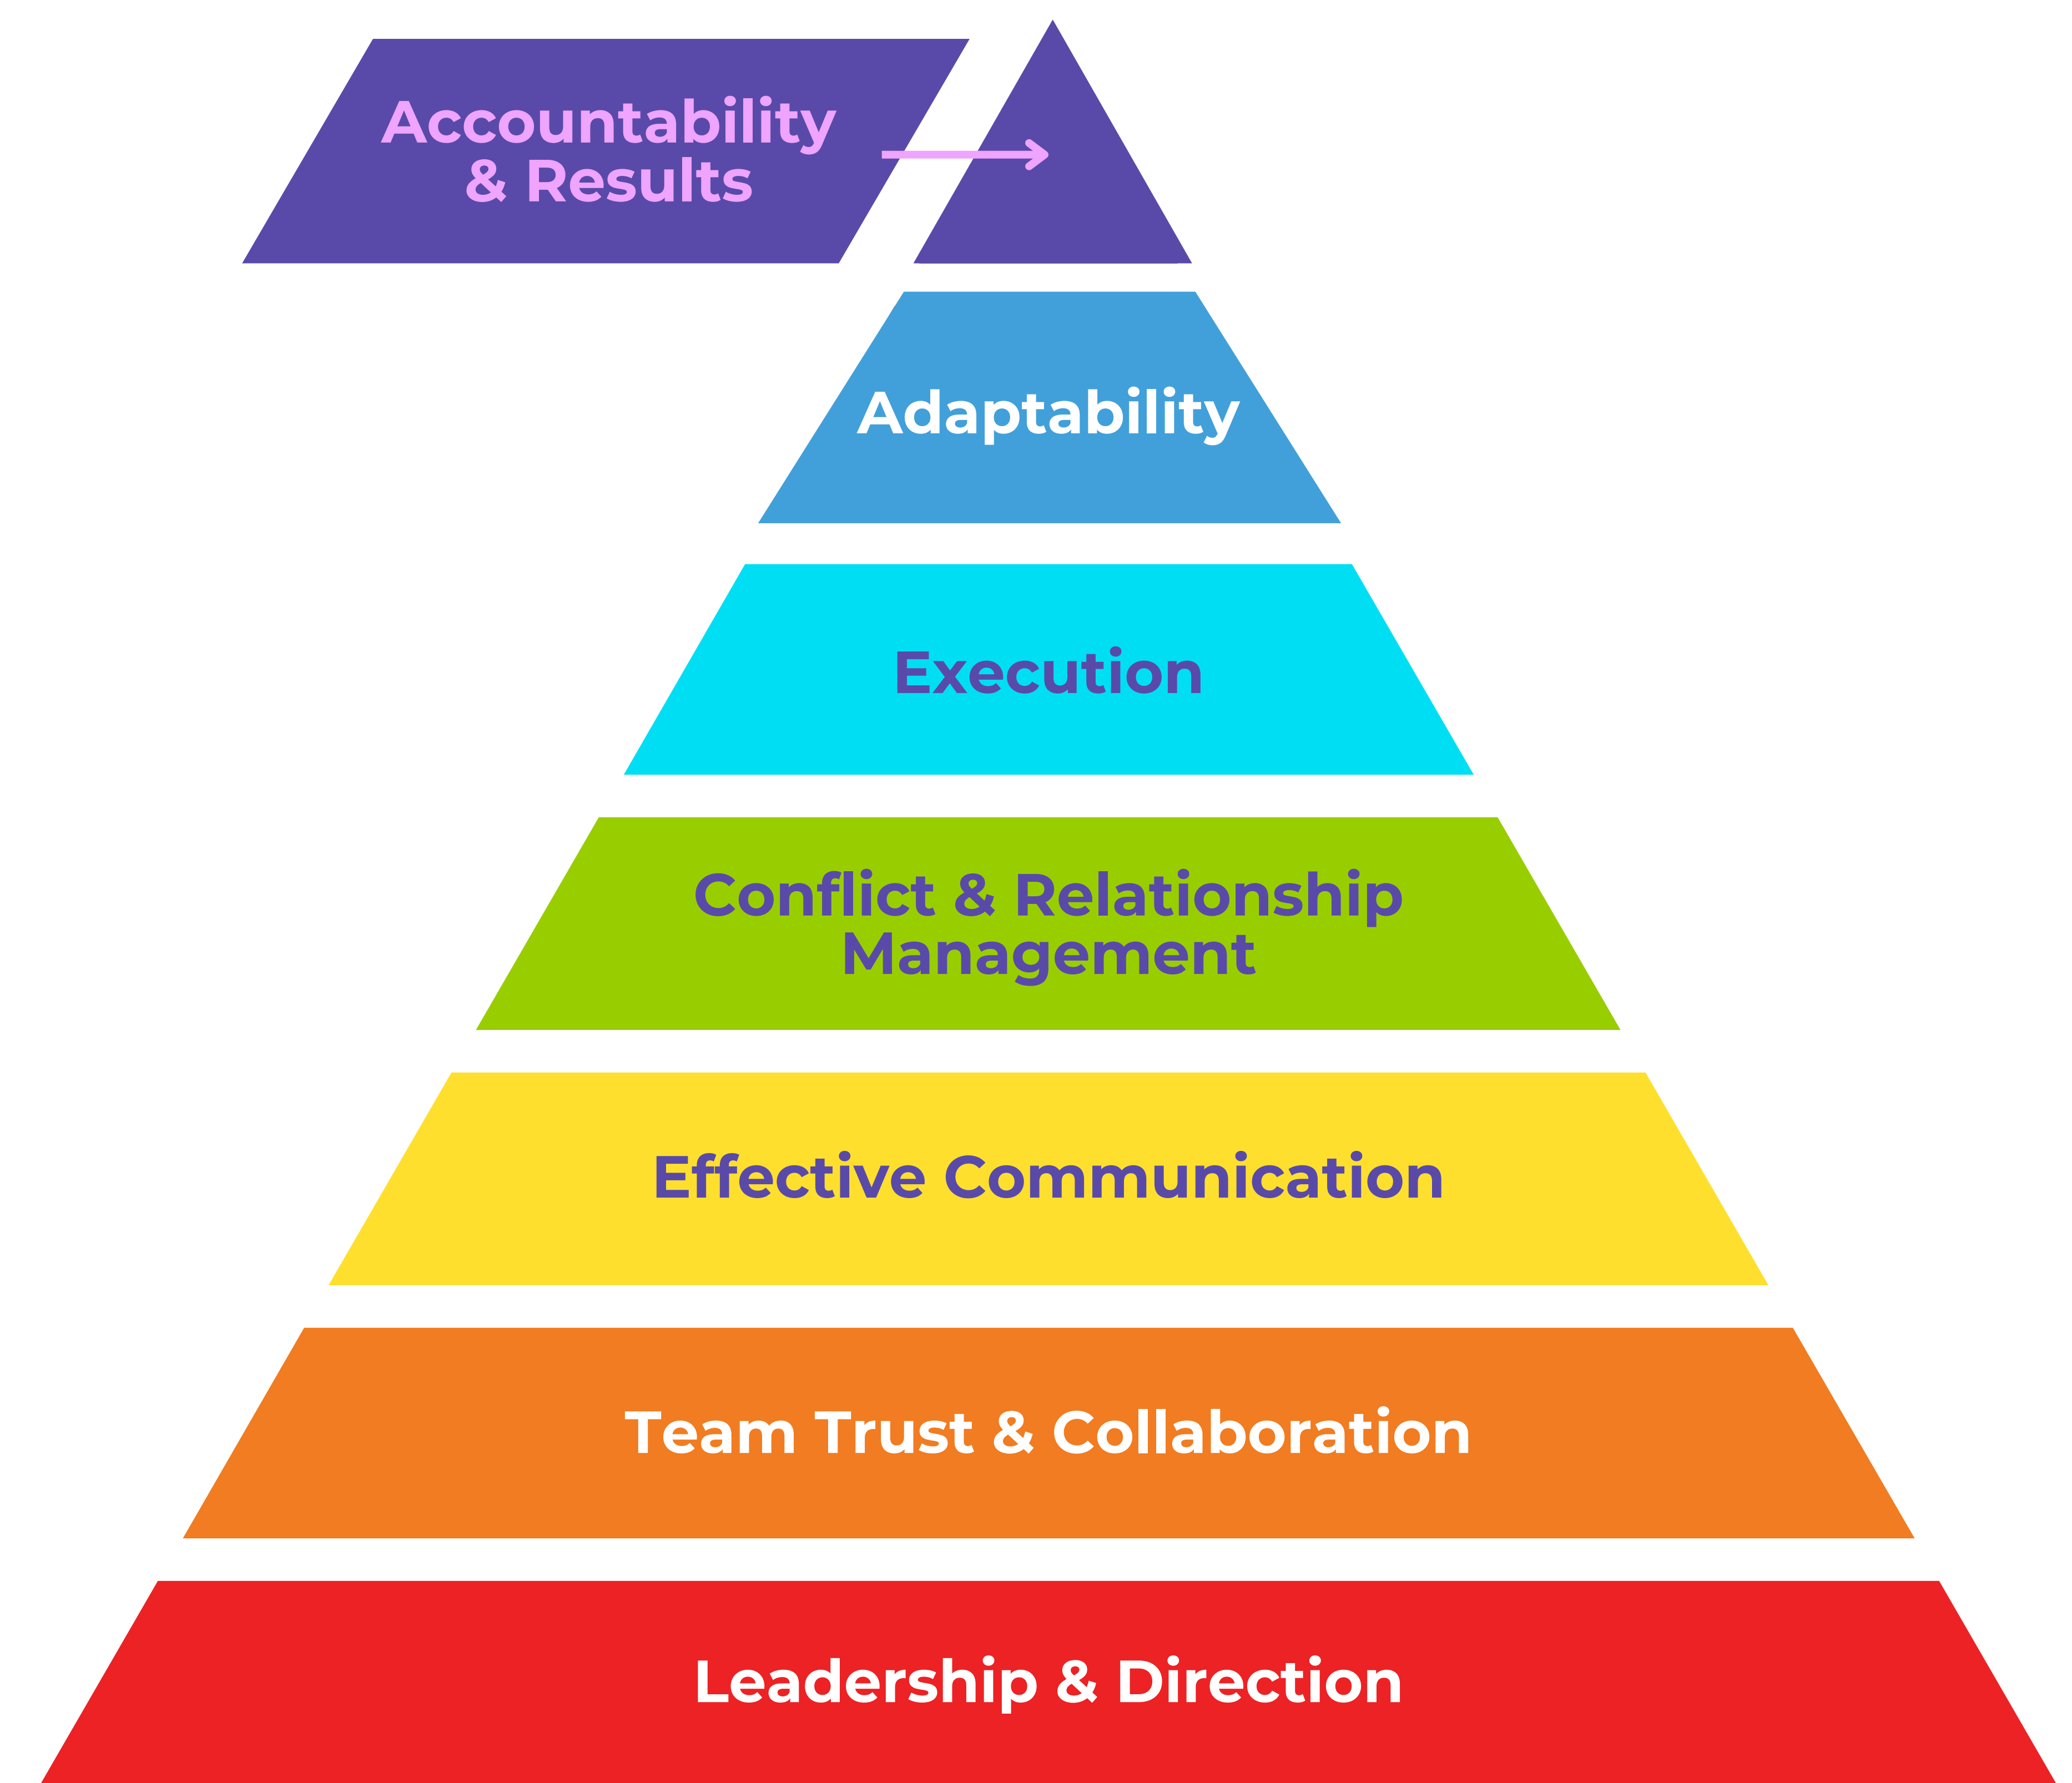 Accountability
& Results
Adaptability
Execution
Conflict & Relationship
Management
Effective Communication
Team Trust & Collaboration
Leadership & Direction